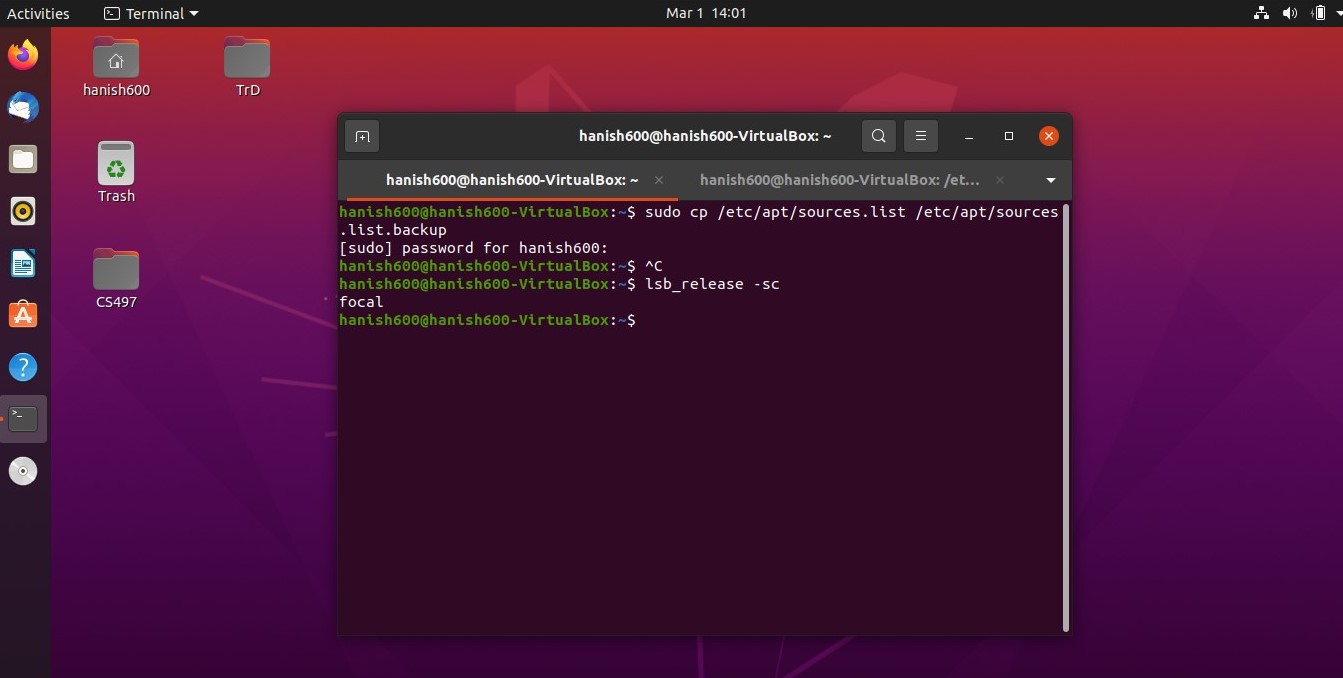 Activities
Terminal
Mar 1 14:01
hanish600
TrD
Trash
CS497
hanish600@hanish600-VirtualBox: ~
hanish600@hanish600-VirtualBox: ~
hanish600@hanish600-VirtualBox: /et...
hanish600@hanish600-VirtualBox:~$ sudo cp /etc/apt/sources.list /etc/apt/sources
.list.backup
[sudo] password for hanish600:
hanish600@hanish600-VirtualBox:~$ ^C
hanish600@hanish600-VirtualBox:~$ lsb_release -sc
focal
hanish600@hanish600-VirtualBox:~$